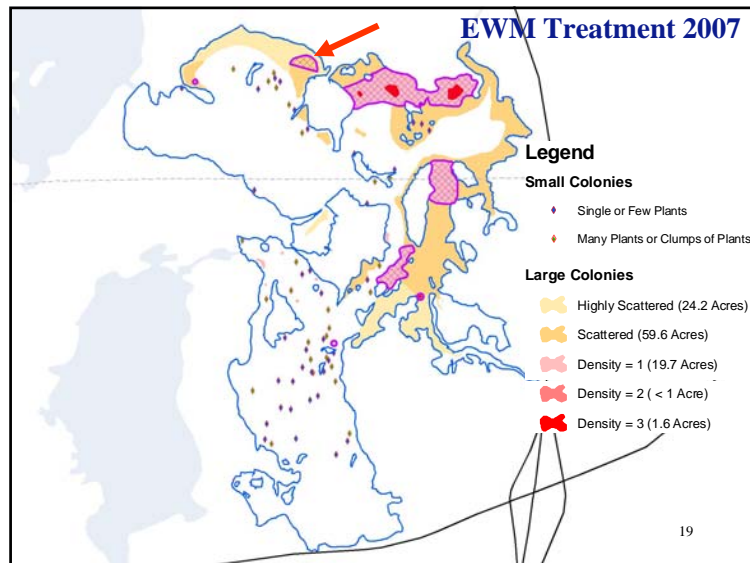 EWM Treatment 2007
Legend
Small Colonies
Single or Few Plants
Many Plants or Clumps of Plants
Large Colonies
Highly Scattered (24.2 Acres)
Scattered (59.6 Acres)
Density = 1 (19.7 Acres)
Density = 2 ( < 1 Acre)
Density = 3 (1.6 Acres)
19